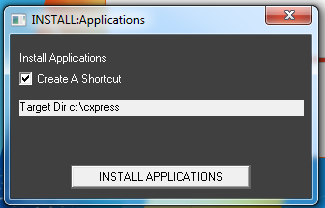 INSTALL:Applications
Install Applications
Create A Shortcut
Target Dir c:\cxpress
INSTALL APPLICATIONS